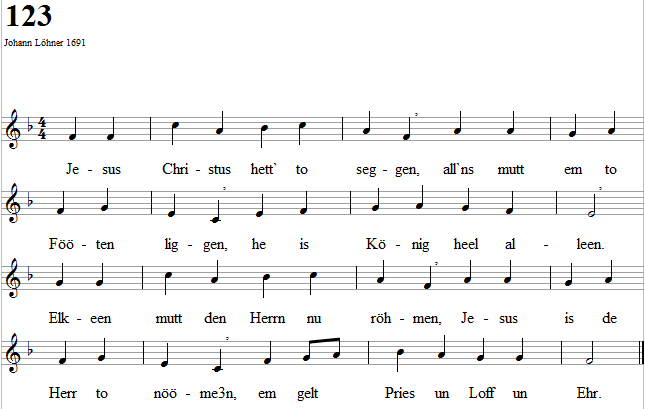 123
Johann Löhner 1691
Je - sus Chri - stus hett` to seg - gen, all`ns mutt em to
Föö - ten lig - gen, he is Kö - nig heel al - leen.
Elk - een mutt den Herrn nu röh - men, Je - sus is de
Herr to nöö - me3n, em gelt Pries un Loff un Ehr.